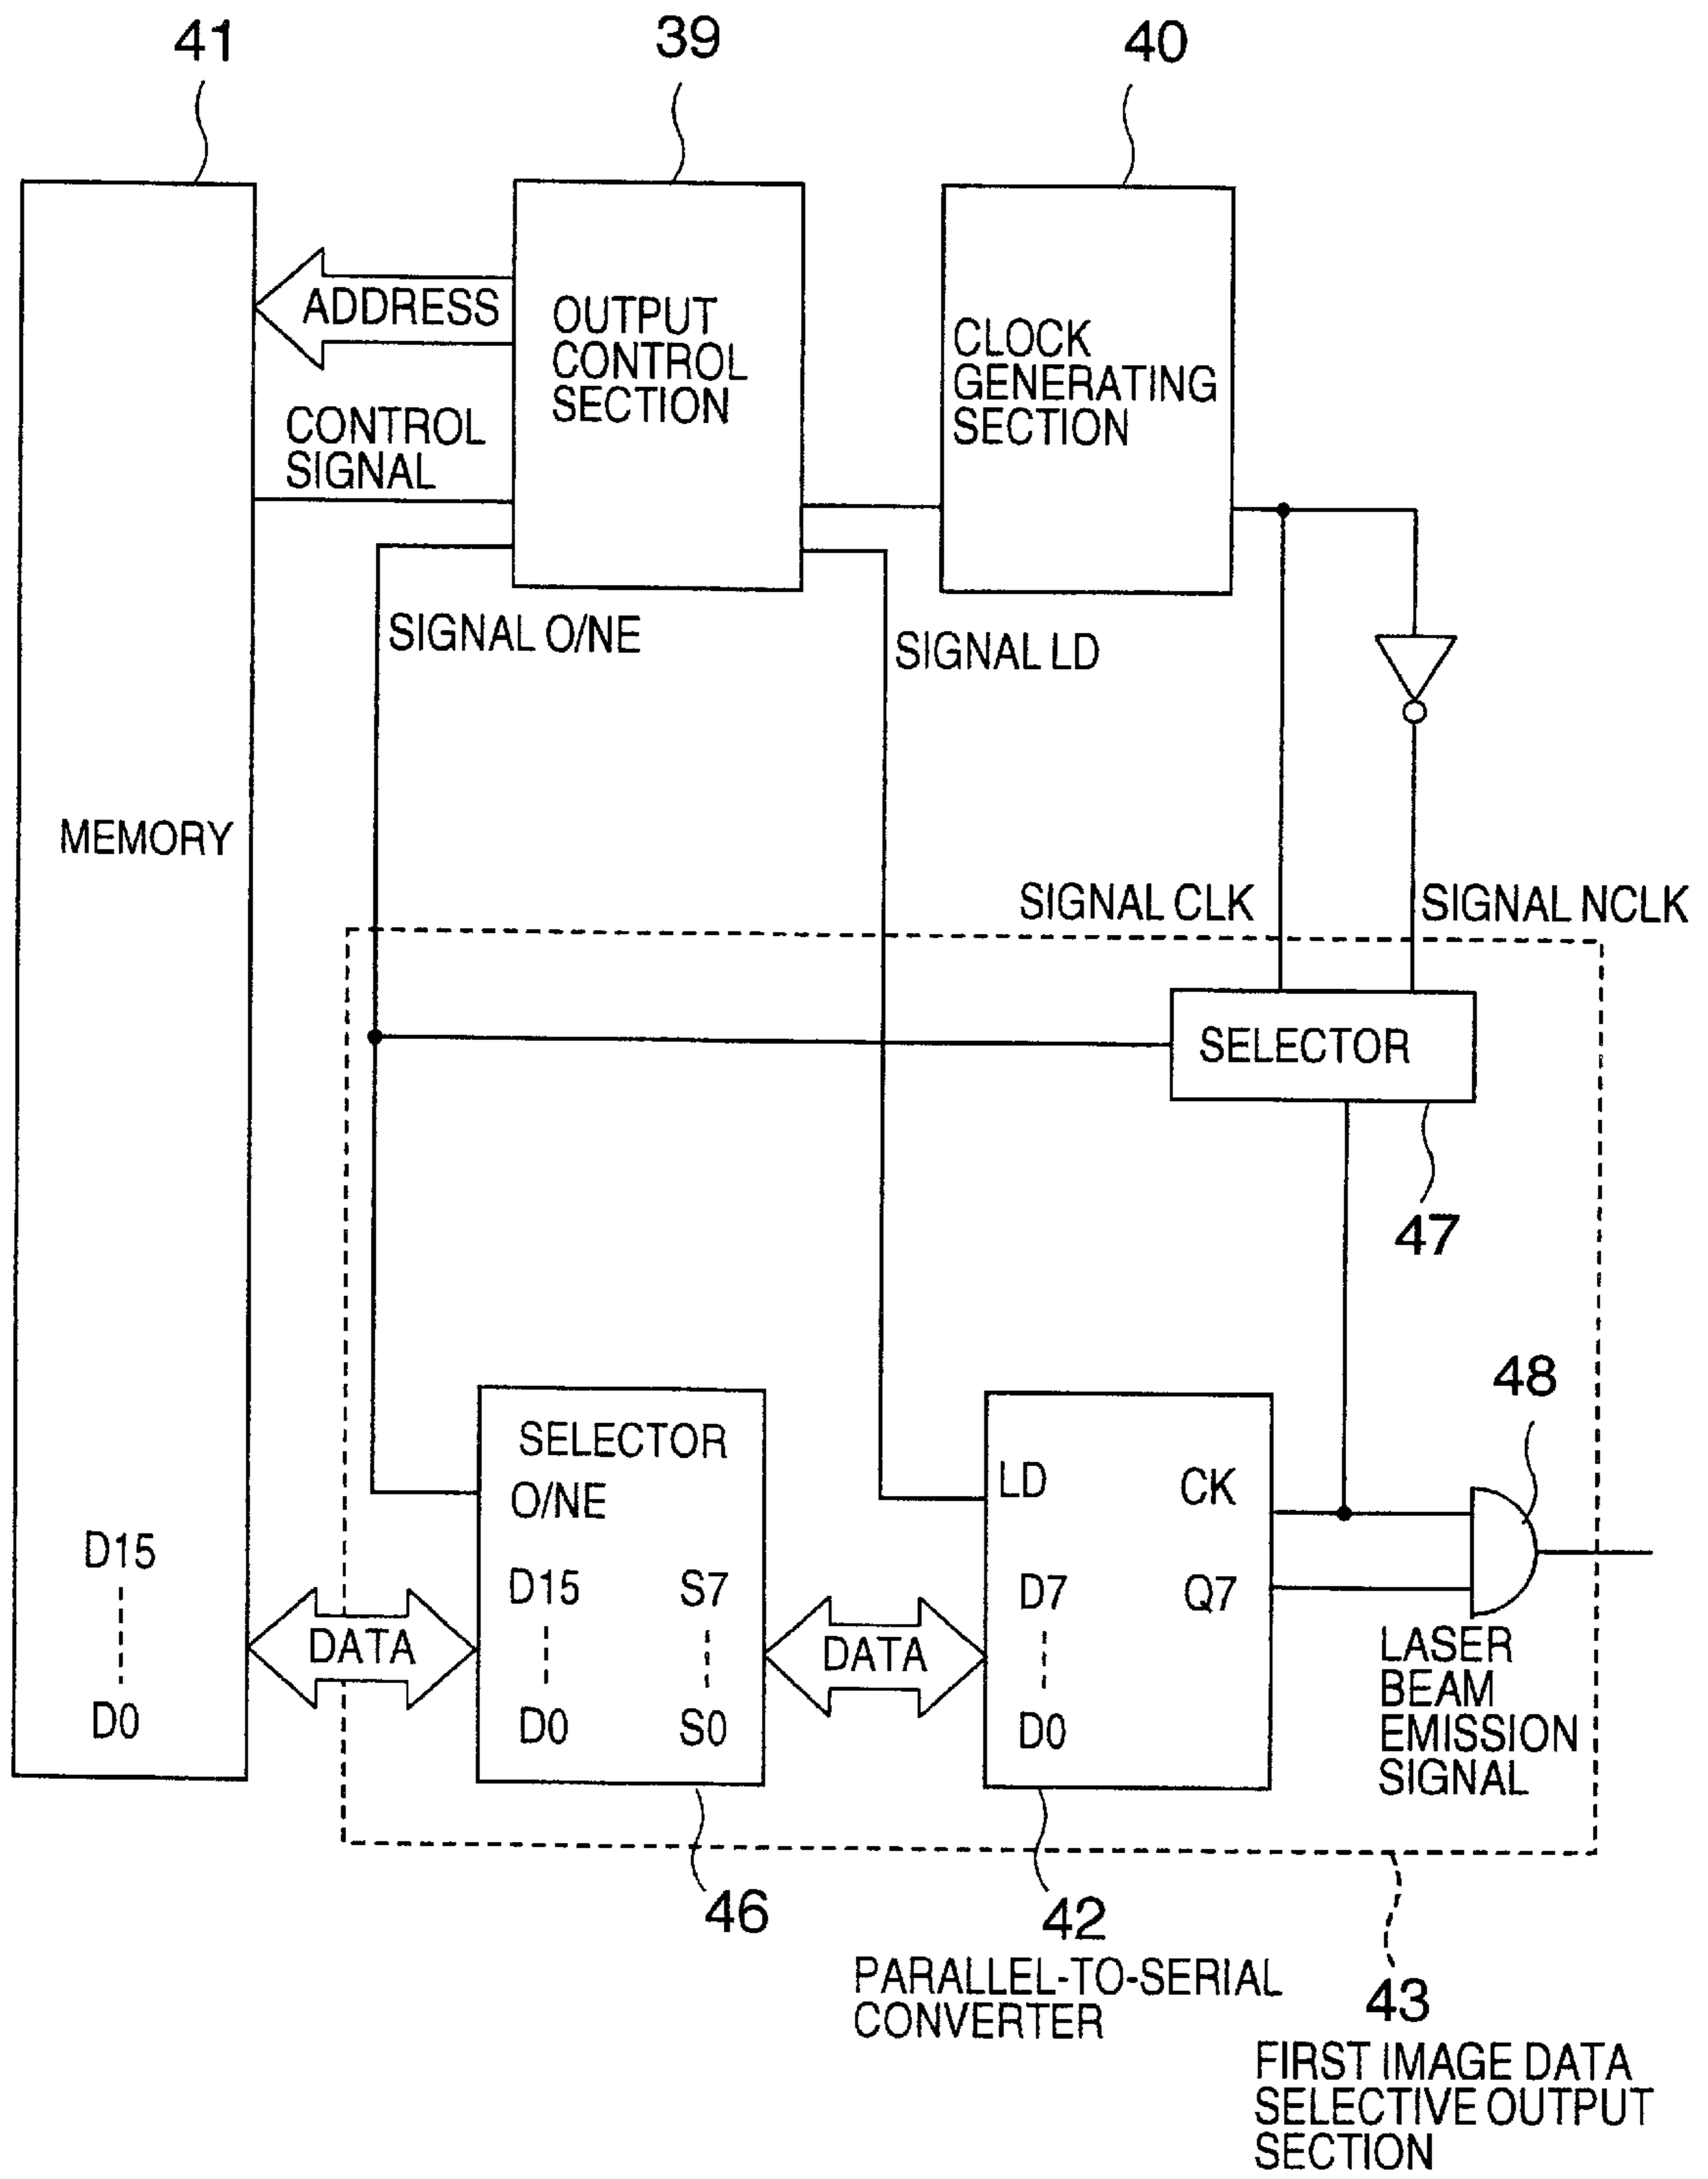 41
39
40
ADDRESS
OUTPUT
CONTROL
SECTION
CLOCK
GENERATING
SECTION
CONTROL
SIGNAL
SIGNAL O/NE
SIGNAL LD
MEMORY
SIGNAL CLK
SIGNAL NCLK
SELECTOR
47
48
SELECTOR
O/NE
LD
CK
D15
D15
S7
D7
Q7
DATA
DATA
D0
D0
S0
D0
LASER
BEAM
EMISSION
SIGNAL
46
42
PARALLEL-TO-SERIAL
CONVERTER
43
FIRST IMAGE DATA
SELECTIVE OUTPUT
SECTION